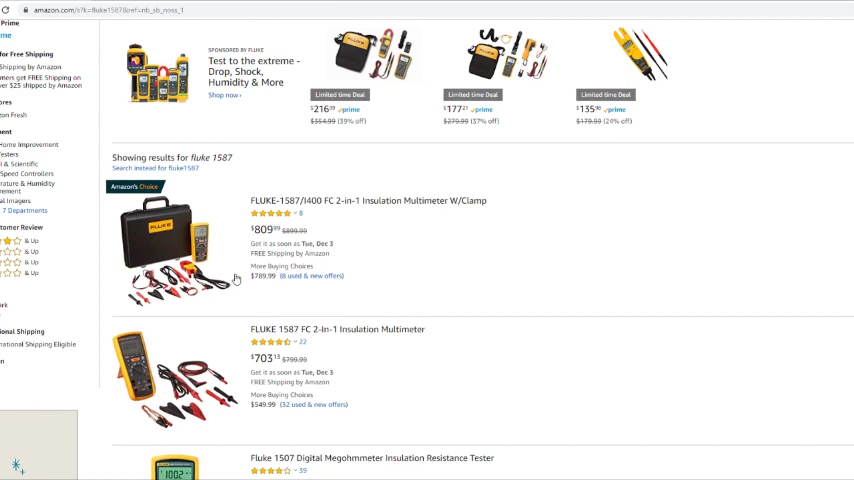 amazon.com/s?k=fluke1587&ref=nb_sb_noss_1
Prime
for Free Shipping
Shipping by Amazon
mers get FREE Shipping on
ver $25 shipped by Amazon
ores
zon Fresh
ment
Home Improvement
Testers
l & Scientific
Speed Controllers
rature & Humidity
rement
al Imagers
7 Departments
tomer Review
& Up
& Up
& Up
& Up
ark
ional Shipping
national Shipping Eligible
SPONSORED BY FLUKE
Test to the extreme -
Drop, Shock,
Humidity & More
Shop now ›
Limited time Deal
$216.99 prime
$354.99 (39% off)
Limited time Deal
$177.21 prime
$279.99 (37% off)
Limited time Deal
$135.98 prime
$179.99 (24% off)
Showing results for fluke 1587
Search instead for fluke1587
Amazon's Choice
FLUKE
FLUKE-1587/I400 FC 2-in-1 Insulation Multimeter W/Clamp
8
$809.99 $899.99
Get it as soon as Tue, Dec 3
FREE Shipping by Amazon
More Buying Choices
$789.99 (8 used & new offers)
FLUKE 1587 FC 2-In-1 Insulation Multimeter
22
$703.13 $799.99
Get it as soon as Tue, Dec 3
FREE Shipping by Amazon
More Buying Choices
$549.99 (32 used & new offers)
Fluke 1507 Digital Megohmmeter Insulation Resistance Tester
39